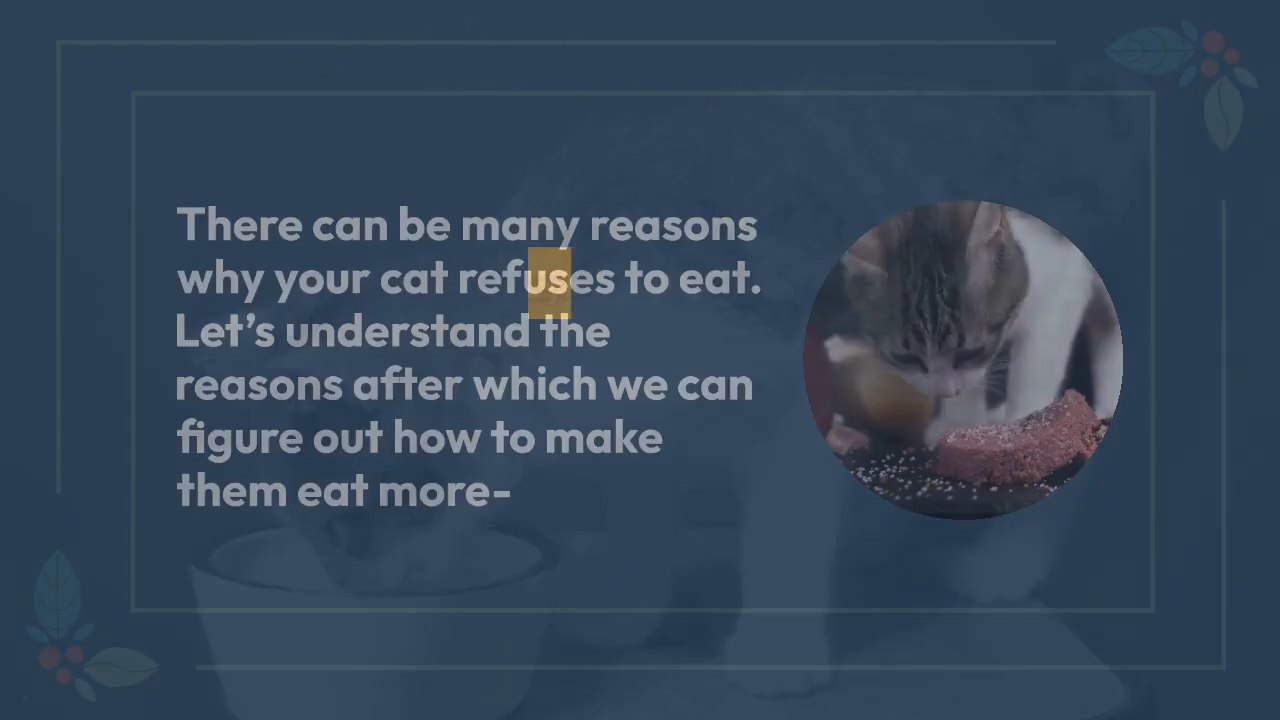 There can be many reasons
why your cat refuses to eat.
Let’s understand the
reasons after which we can
figure out how to make
them eat more-